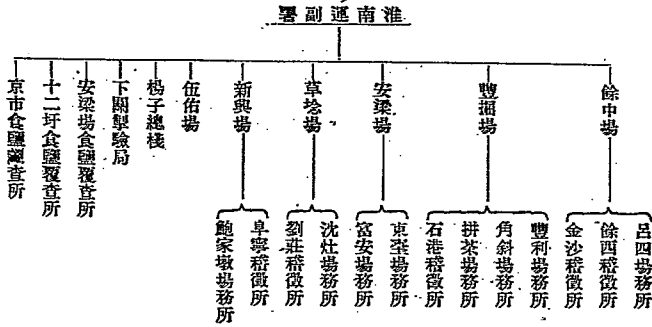 淮南運副署
餘中場
呂四場務所
餘四稽徵所
金沙稽徵所
豐掘場
豐利場務所
角斜場務所
拼茶場務所
石港稽徵所
安梁場
東臺場務所
富安場務所
草堰場
沈灶場務所
劉莊稽徵所
新興場
阜寧稽徵所
鮑家墩場務所
伍佑場
楊子總棧
下關掣驗局
安梁場食鹽覆查所
十二圩食鹽覆查所
京市食鹽覆查所